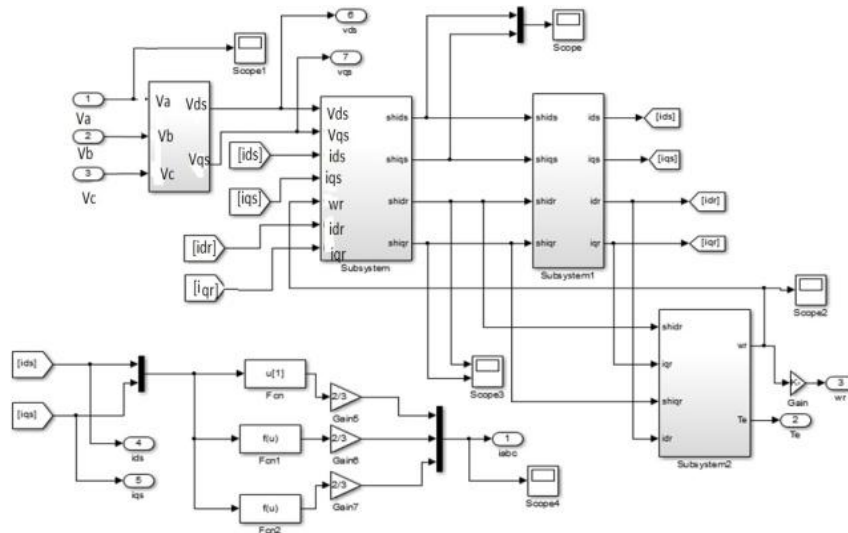 6
vds
Scope
Scope1
7
vqs
1
Va
Va
Vds
2
Vb
Vb
3
Vc
Vc
Vqs
[ids]
[iqs]
[idr]
[iqr]
Vds
Vqs
ids
iqs
wr
idr
iqr
shids
shiqs
shidr
shiqr
Subsystem
shids
shiqs
shidr
shiqr
ids
iqs
idr
iqr
Subsystem1
[ids]
[iqs]
[idr]
[iqr]
Scope2
Scope3
shidr
iqr
shiqr
idr
wr
Te
Subsystem2
Gain
3
wr
2
Te
[ids]
[iqs]
4
ids
5
iqs
u[1]
Fcn
f(u)
Fcn1
f(u)
Fcn2
2/3
Gain5
2/3
Gain6
2/3
Gain7
1
iabc
Scope4